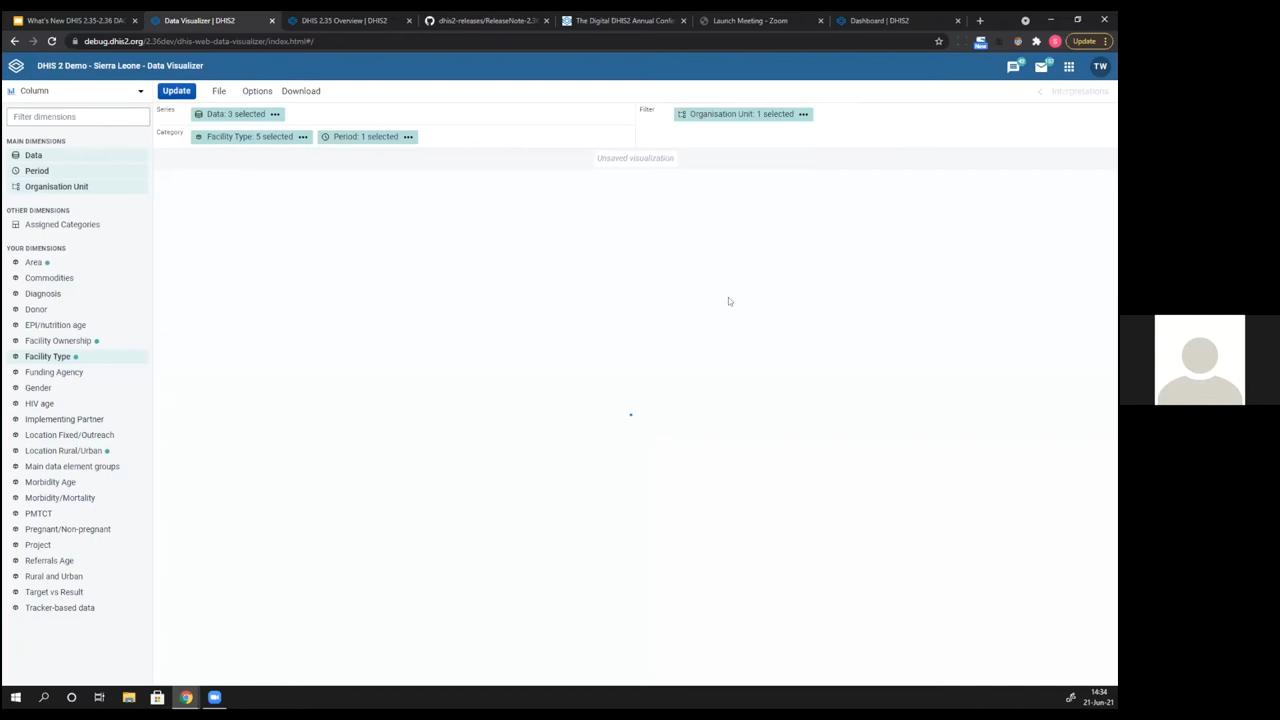 What's New DHIS 2.35-2.36 DAC
Data Visualizer | DHIS2
DHIS 2.35 Overview | DHIS2
dhis2-releases/ReleaseNote-2.36
The Digital DHIS2 Annual Confe
Launch Meeting - Zoom
Dashboard | DHIS2
debug.dhis2.org/2.36dev/dhis-web-data-visualizer/index.html#/
New
S
Update
DHIS 2 Demo - Sierra Leone - Data Visualizer
TW
Column
Update
File
Options
Download
Interpretations
Filter dimensions
Series
Data: 3 selected
Filter
Organisation Unit: 1 selected
Category
Facility Type: 5 selected
Period: 1 selected
Unsaved visualization
MAIN DIMENSIONS
Data
Period
Organisation Unit
OTHER DIMENSIONS
Assigned Categories
YOUR DIMENSIONS
Area
Commodities
Diagnosis
Donor
EPI/nutrition age
Facility Ownership
Facility Type
Funding Agency
Gender
HIV age
Implementing Partner
Location Fixed/Outreach
Location Rural/Urban
Main data element groups
Morbidity Age
Morbidity/Mortality
PMTCT
Pregnant/Non-pregnant
Project
Referrals Age
Rural and Urban
Target vs Result
Tracker-based data
14:34
21-Jun-21